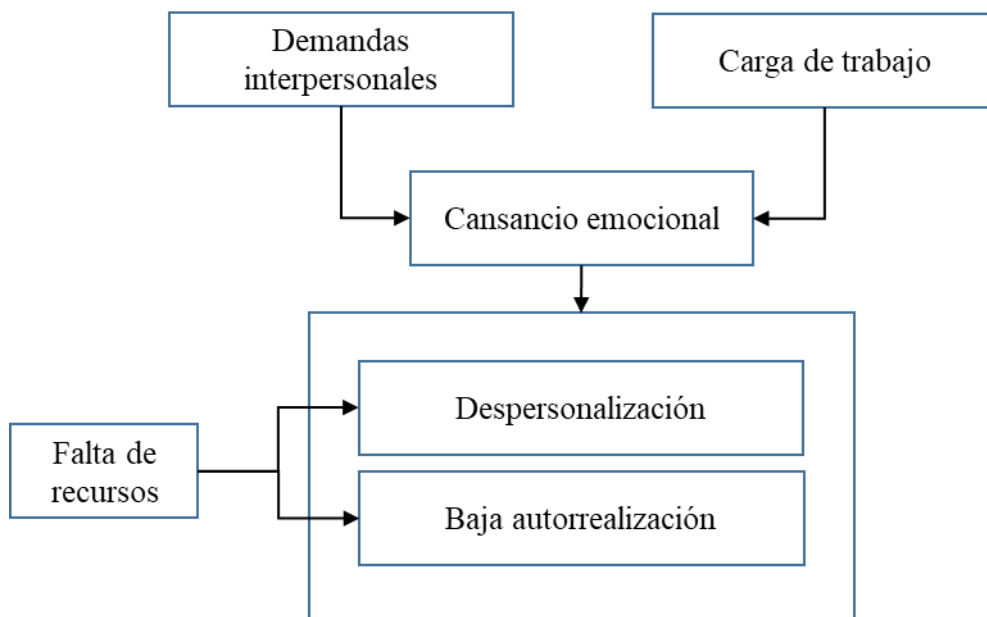 Demandas
interpersonales
Carga de trabajo
Cansancio emocional
Despersonalización
Falta de
recursos
Baja autorrealización